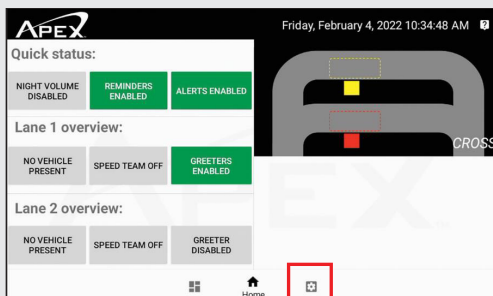 APEX
Friday, February 4, 2022 10:34:48 AM
?
Quick status:
NIGHT VOLUME
DISABLED
REMINDERS
ENABLED
ALERTS ENABLED
Lane 1 overview:
NO VEHICLE
PRESENT
SPEED TEAM OFF
GREETERS
ENABLED
CROSS
Lane 2 overview:
NO VEHICLE
PRESENT
SPEED TEAM OFF
GREETER
DISABLED
APEX
Home